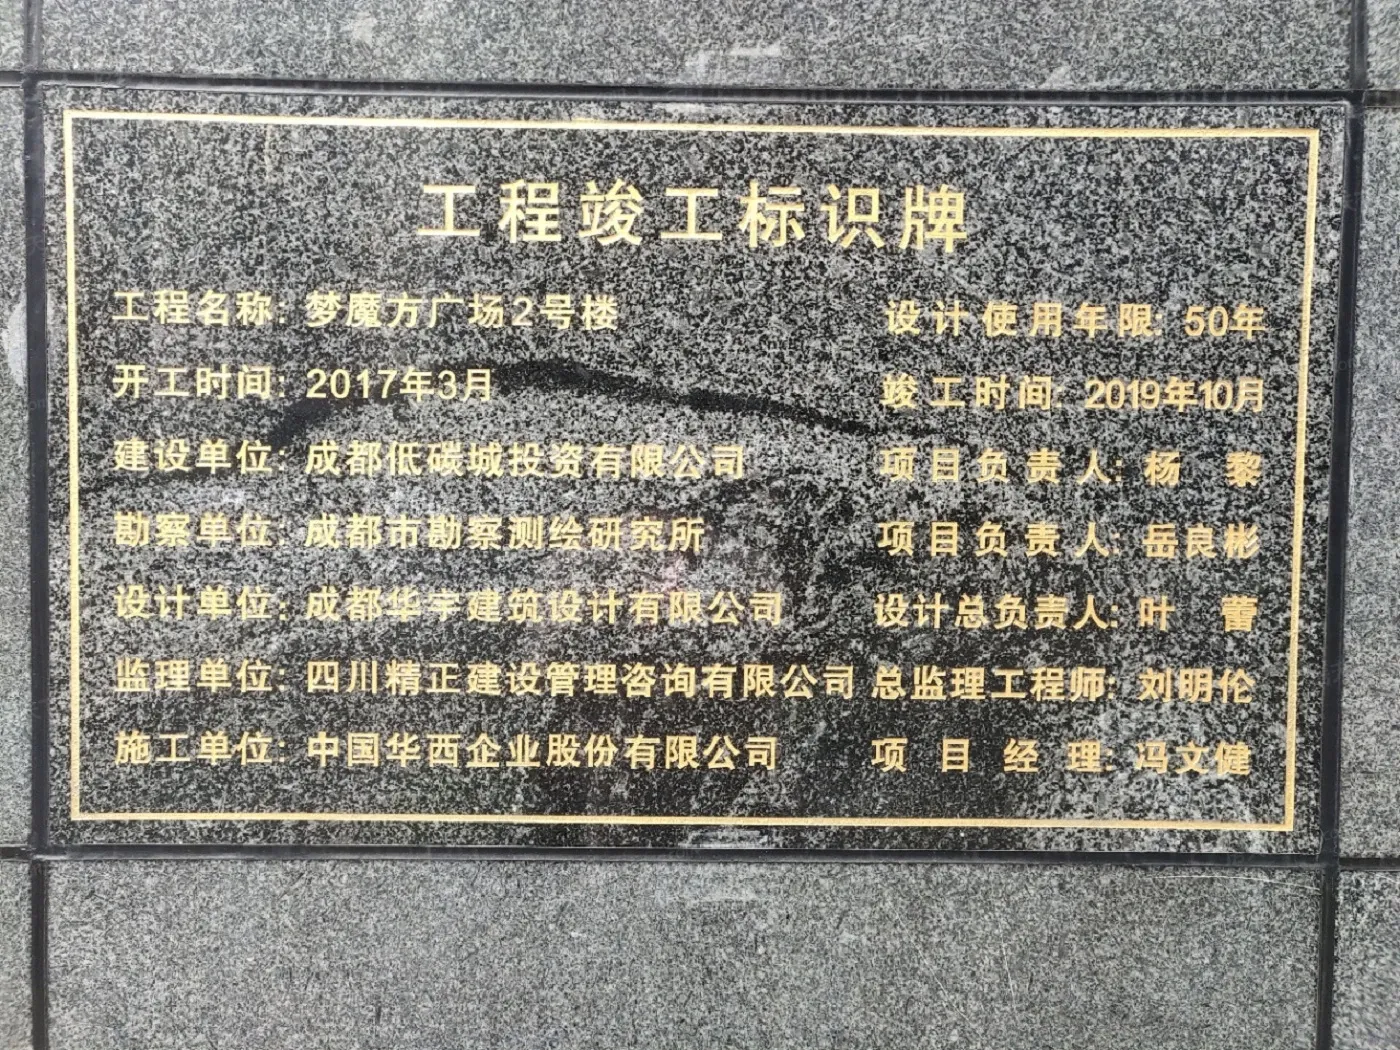 工程竣工标识牌
工程名称: 梦魔方广场2号楼 设计使用年限: 50年
开工时间: 2017年3月 竣工时间: 2019年10月
建设单位: 成都低碳城投资有限公司 项目负责人: 杨 黎
勘察单位: 成都市勘察测绘研究所 项目负责人: 岳良彬
设计单位: 成都华宇建筑设计有限公司 设计总负责人: 叶 蕾
监理单位: 四川精正建设管理咨询有限公司 总监理工程师: 刘明伦
施工单位: 中国华西企业股份有限公司 项目经理: 冯文健